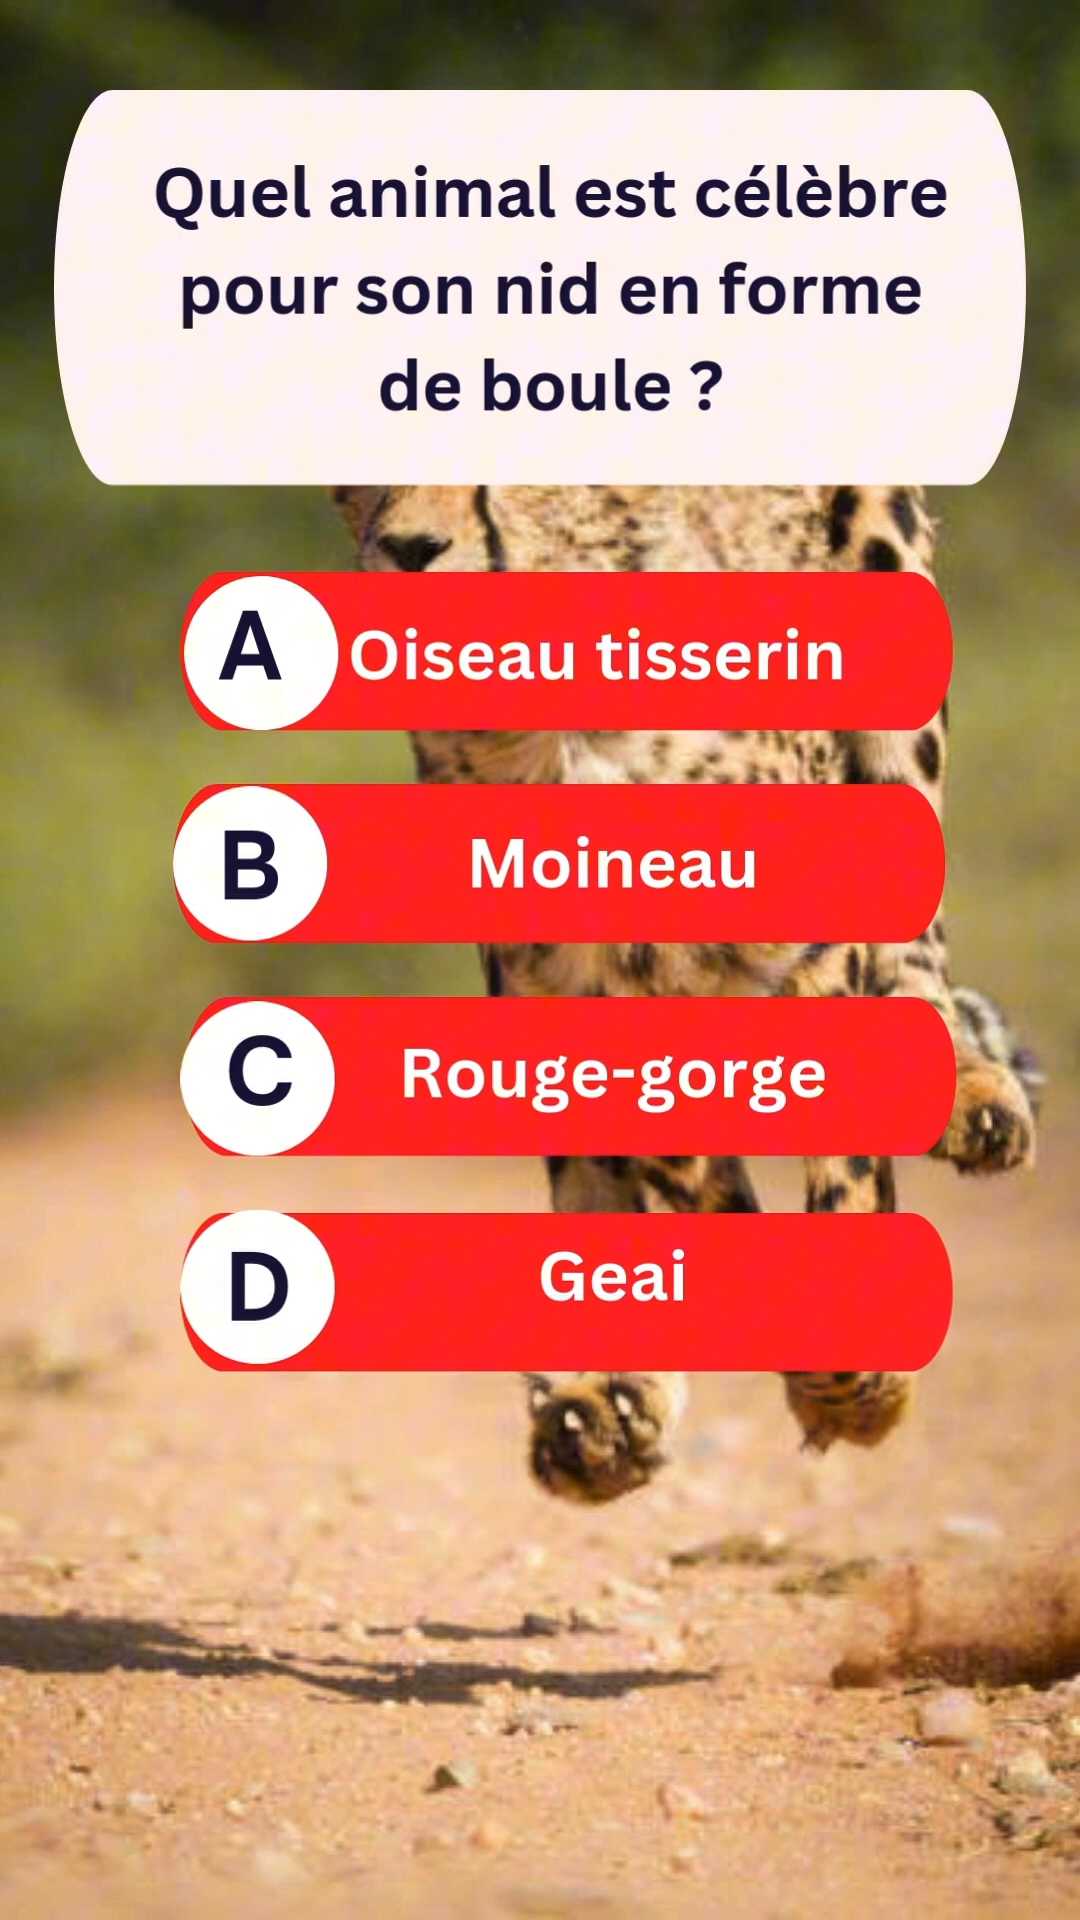 Quel animal est célèbre
pour son nid en forme
de boule ?
A Oiseau tisserin
B Moineau
C Rouge-gorge
D Geai